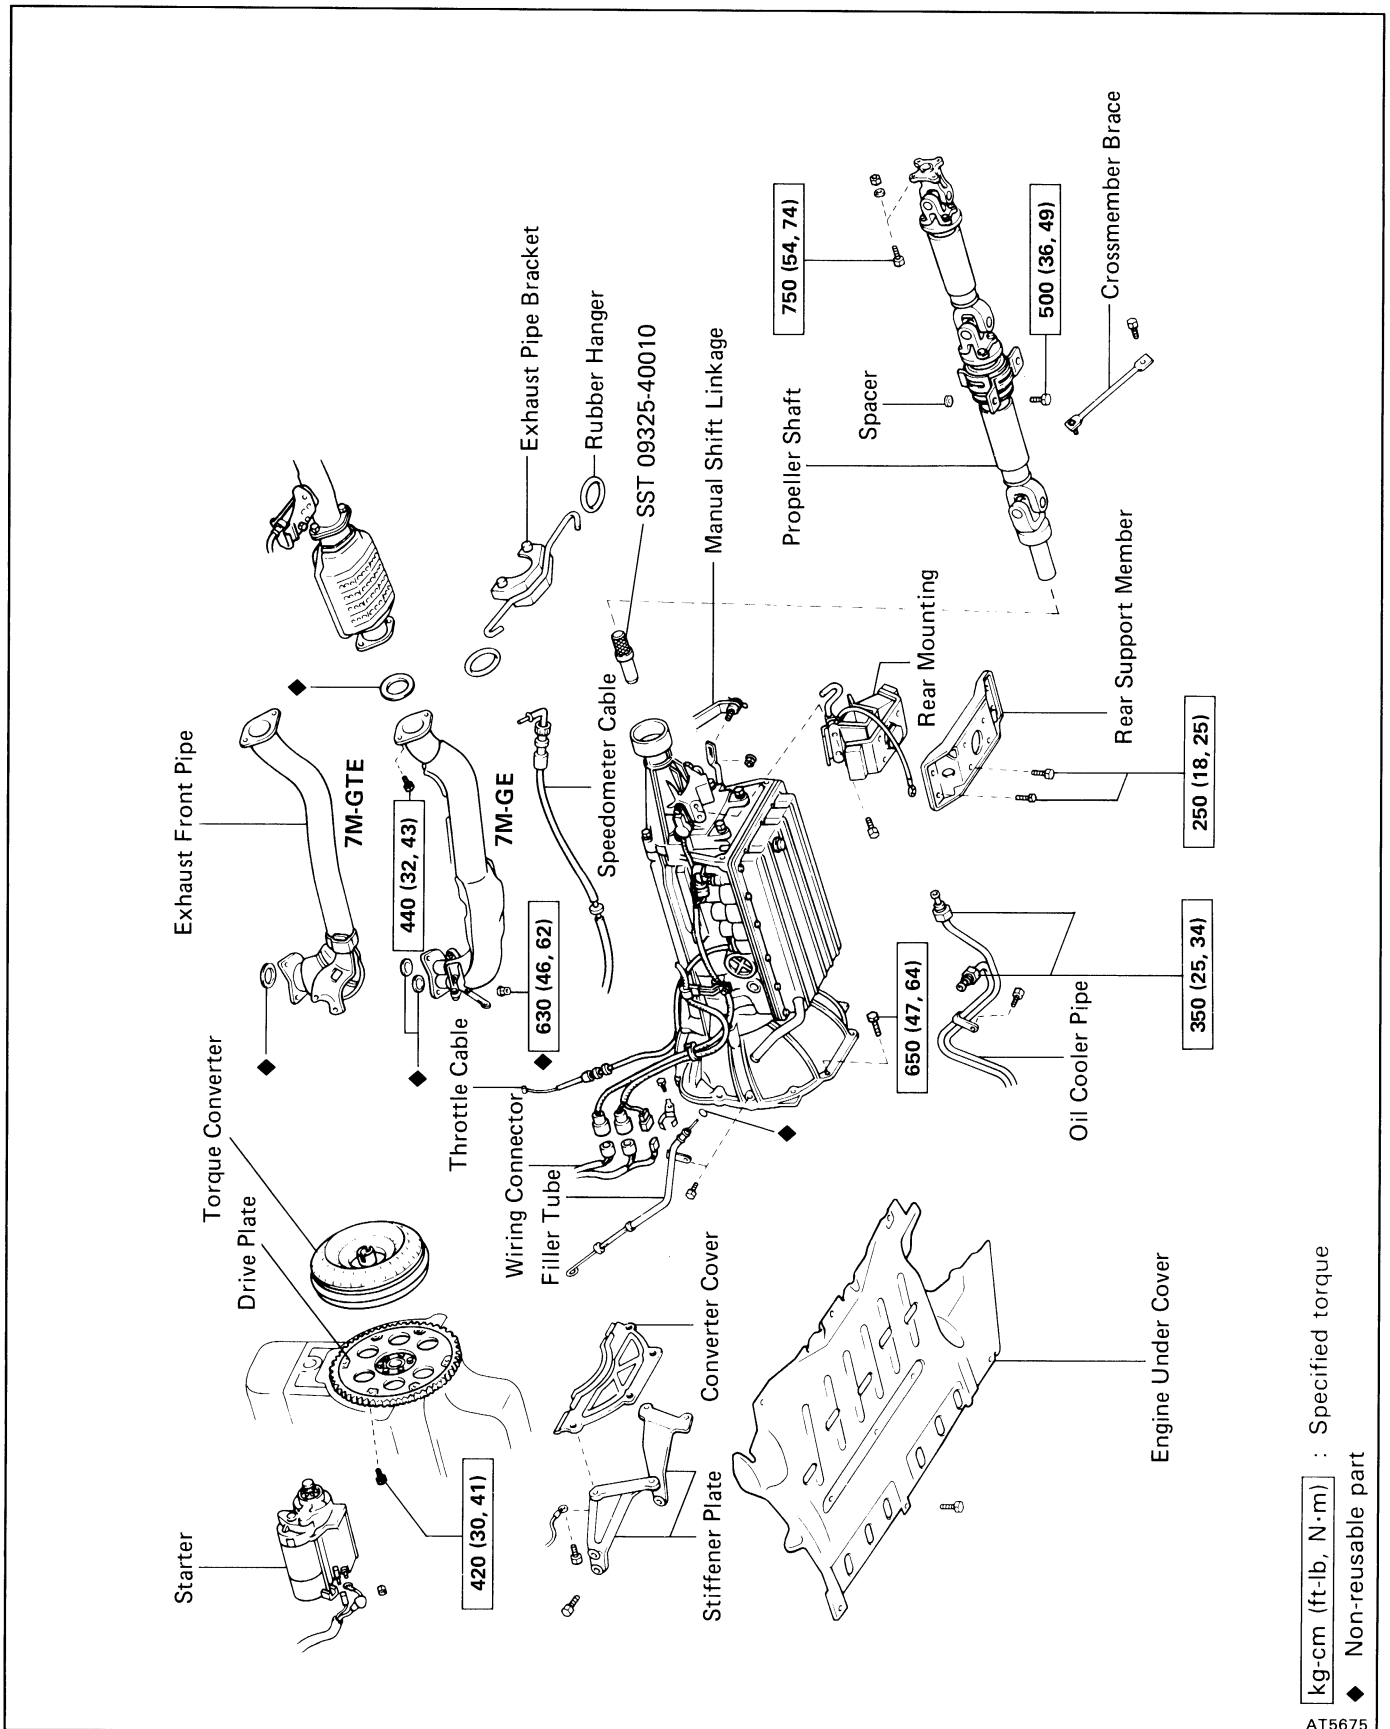 Starter
420 (30, 41)
Drive Plate
Torque Converter
Exhaust Front Pipe
7M-GTE
440 (32, 43)
7M-GE
◆ 630 (46, 62)
Throttle Cable
Wiring Connector
Filler Tube
Speedometer Cable
Exhaust Pipe Bracket
Rubber Hanger
SST 09325-40010
Manual Shift Linkage
750 (54, 74)
Propeller Shaft
Spacer
500 (36, 49)
Crossmember Brace
Rear Mounting
Rear Support Member
250 (18, 25)
650 (47, 64)
Oil Cooler Pipe
350 (25, 34)
Converter Cover
Stiffener Plate
Engine Under Cover
kg-cm (ft-lb, N·m) : Specified torque
◆ Non-reusable part
AT5675